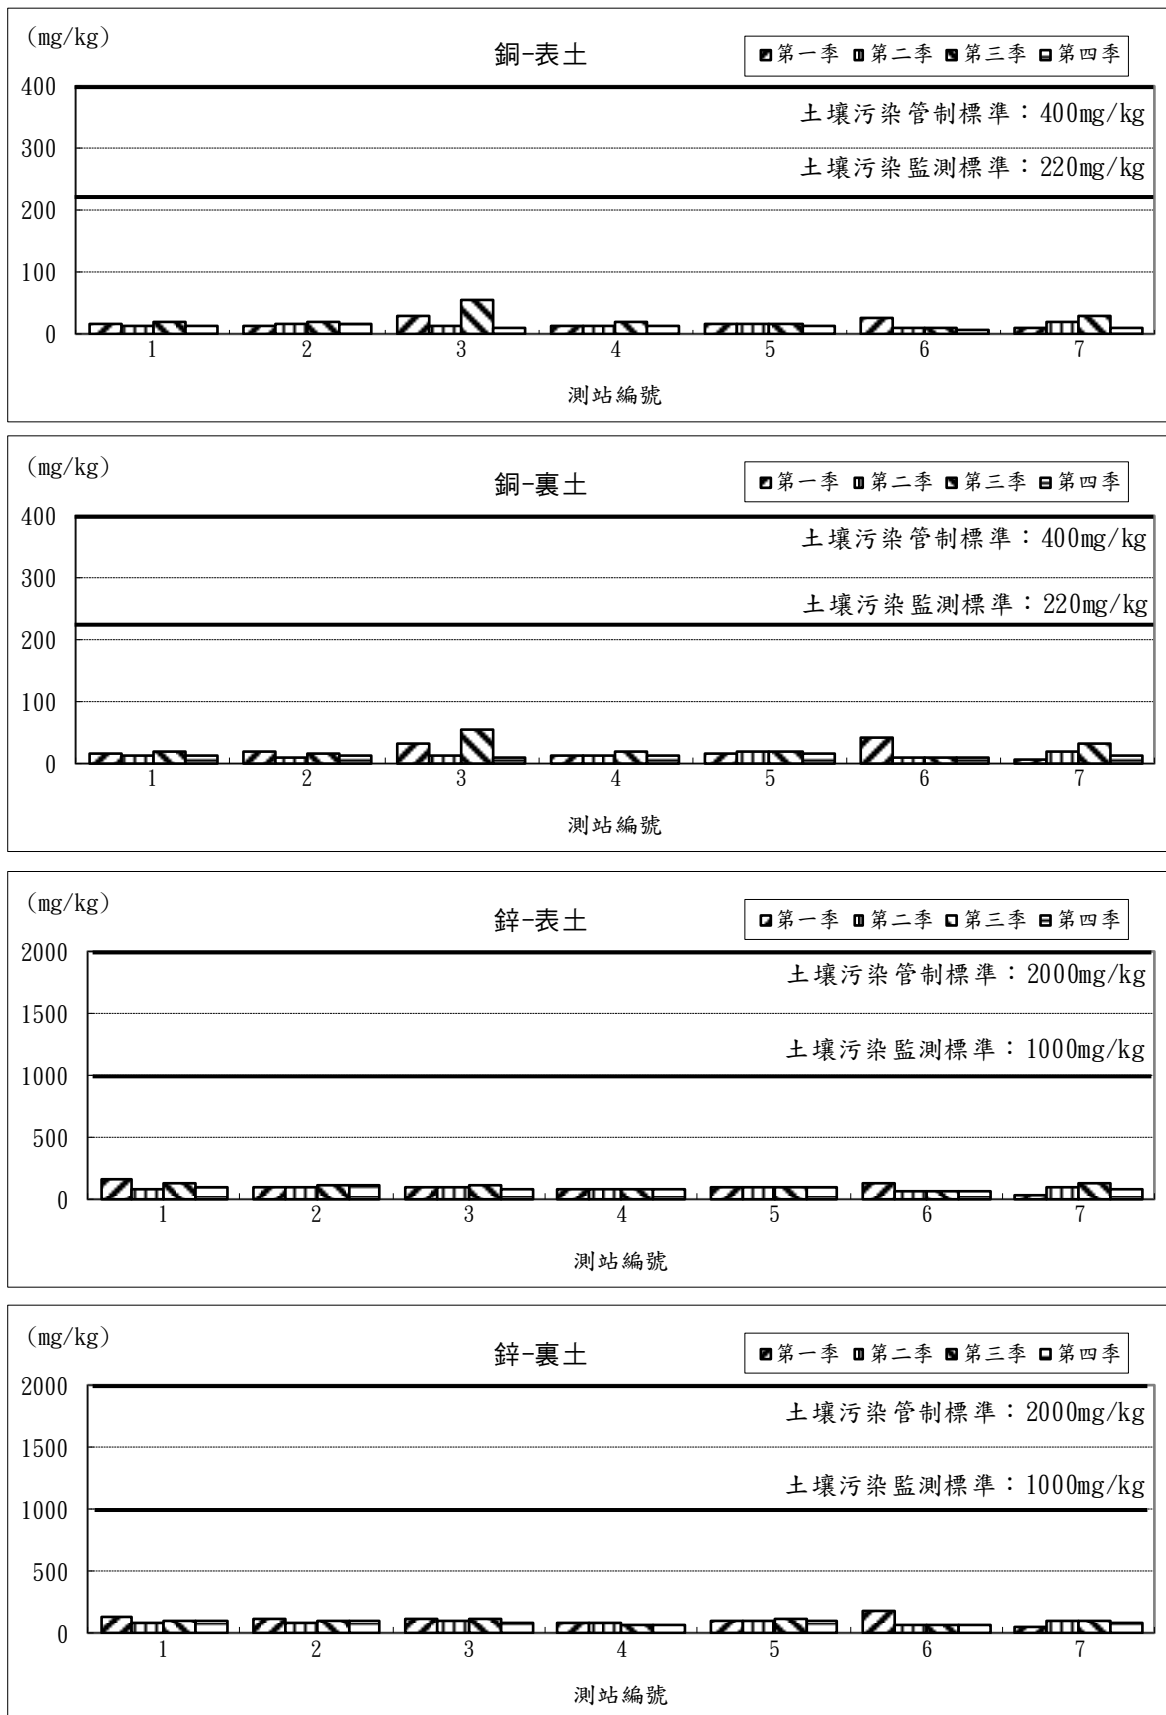 (mg/kg)
銅-表土
第一季 第二季 第三季 第四季
400
土壤污染管制標準：400mg/kg
300
土壤污染監測標準：220mg/kg
200
100
0
1 2 3 4 5 6 7
測站編號
(mg/kg)
銅-裏土
第一季 第二季 第三季 第四季
400
土壤污染管制標準：400mg/kg
300
土壤污染監測標準：220mg/kg
200
100
0
1 2 3 4 5 6 7
測站編號
(mg/kg)
鋅-表土
第一季 第二季 第三季 第四季
2000
土壤污染管制標準：2000mg/kg
1500
土壤污染監測標準：1000mg/kg
1000
500
0
1 2 3 4 5 6 7
測站編號
(mg/kg)
鋅-裏土
第一季 第二季 第三季 第四季
2000
土壤污染管制標準：2000mg/kg
1500
土壤污染監測標準：1000mg/kg
1000
500
0
1 2 3 4 5 6 7
測站編號